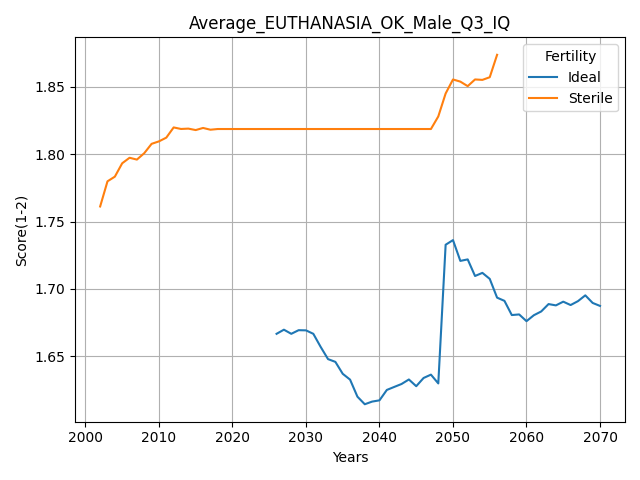 Average_EUTHANASIA_OK_Male_Q3_IQ
Fertility
Ideal
Sterile
Score(1-2)
1.85
1.80
1.75
1.70
1.65
2000 2010 2020 2030 2040 2050 2060 2070
Years